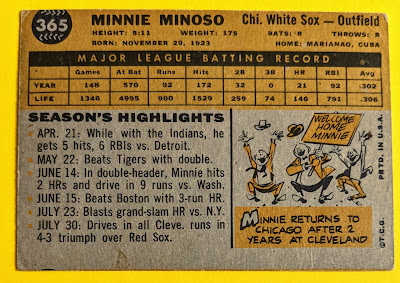 365
MINNIE MINOSO
Chi. White Sox — Outfield
HEIGHT: 5:11 WEIGHT: 175 BATS: R THROWS: R
BORN: NOVEMBER 29, 1923 HOME: MARIANAO, CUBA
MAJOR LEAGUE BATTING RECORD
Games At Bat Runs Hits 2B 3B HR RBI Avg.
YEAR 148 570 92 172 32 0 21 92 .302
LIFE 1346 4995 900 1529 259 74 146 791 .306
SEASON'S HIGHLIGHTS
• APR. 21: While with the Indians, he
gets 5 hits, 6 RBIs vs. Detroit.
• MAY 22: Beats Tigers with double.
• JUNE 14: In double-header, Minnie hits
2 HRs and drive in 9 runs vs. Wash.
• JUNE 15: Beats Boston with 3-run HR.
• JULY 23: Blasts grand-slam HR vs. N.Y.
• JULY 30: Drives in all Cleve. runs in
4-3 triumph over Red Sox.
WELCOME
HOME
MINNIE
MINNIE RETURNS TO
CHICAGO AFTER 2
YEARS AT CLEVELAND
©T.C.G. PRTD. IN U.S.A.